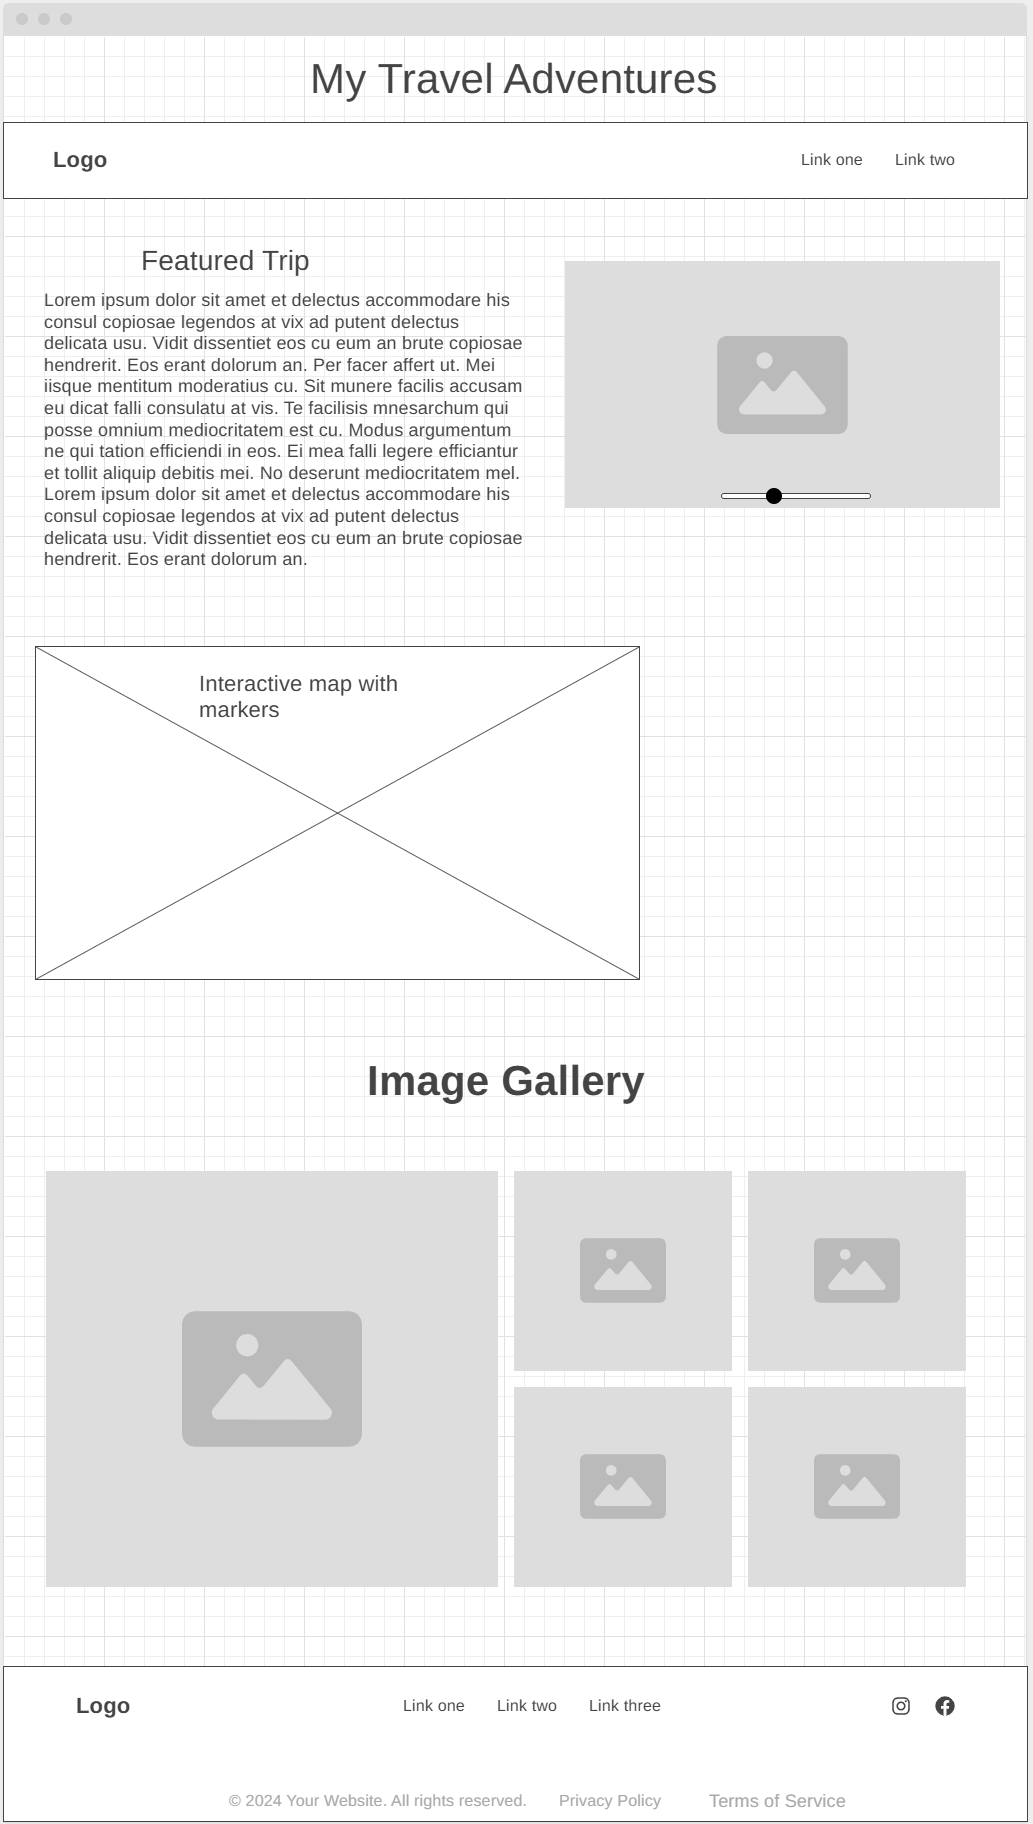 My Travel Adventures
Logo
Link one
Link two
Featured Trip
Lorem ipsum dolor sit amet et delectus accommodare his
consul copiosae legendos at vix ad putent delectus
delicata usu. Vidit dissentiet eos cu eum an brute copiosae
hendrerit. Eos erant dolorum an. Per facer affert ut. Mei
iisque mentitum moderatius cu. Sit munere facilis accusam
eu dicat falli consulatu at vis. Te facilisis mnesarchum qui
posse omnium mediocritatem est cu. Modus argumentum
ne qui tation efficiendi in eos. Ei mea falli legere efficiantur
et tollit aliquip debitis mei. No deserunt mediocritatem mel.
Lorem ipsum dolor sit amet et delectus accommodare his
consul copiosae legendos at vix ad putent delectus
delicata usu. Vidit dissentiet eos cu eum an brute copiosae
hendrerit. Eos erant dolorum an.
Interactive map with
markers
Image Gallery
Logo
Link one
Link two
Link three
© 2024 Your Website. All rights reserved.
Privacy Policy
Terms of Service